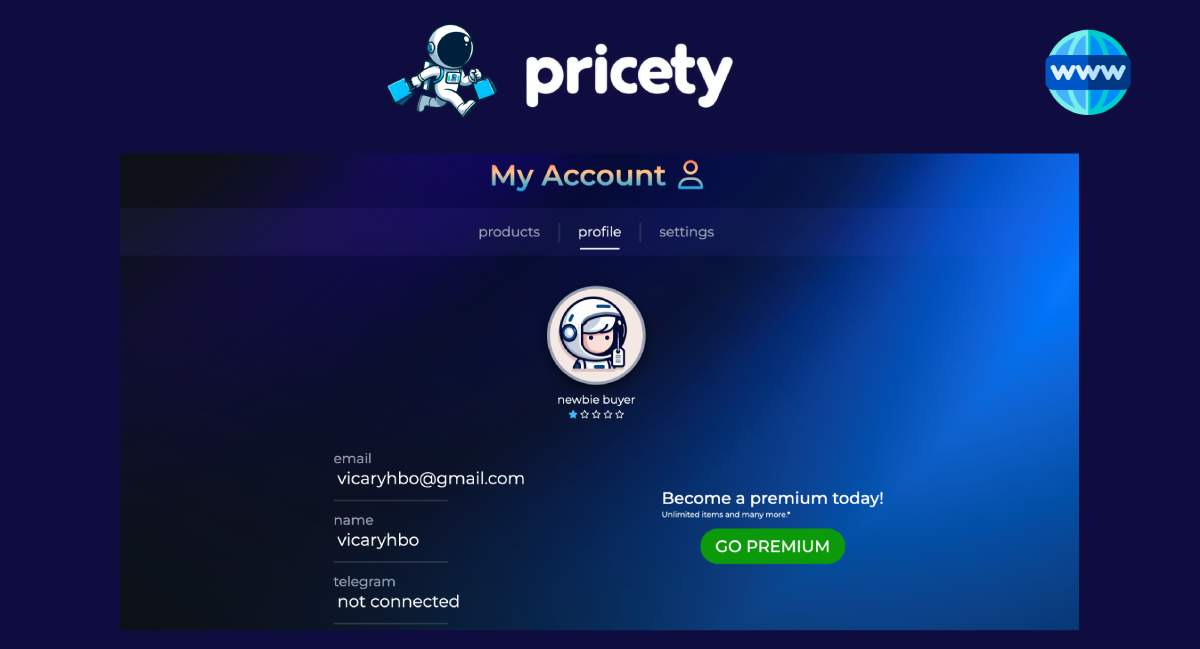 pricety
www
My Account
products
profile
settings
newbie buyer
email
vicaryhbo@gmail.com
name
vicaryhbo
telegram
not connected
Become a premium today!
Unlimited items and many more.*
GO PREMIUM